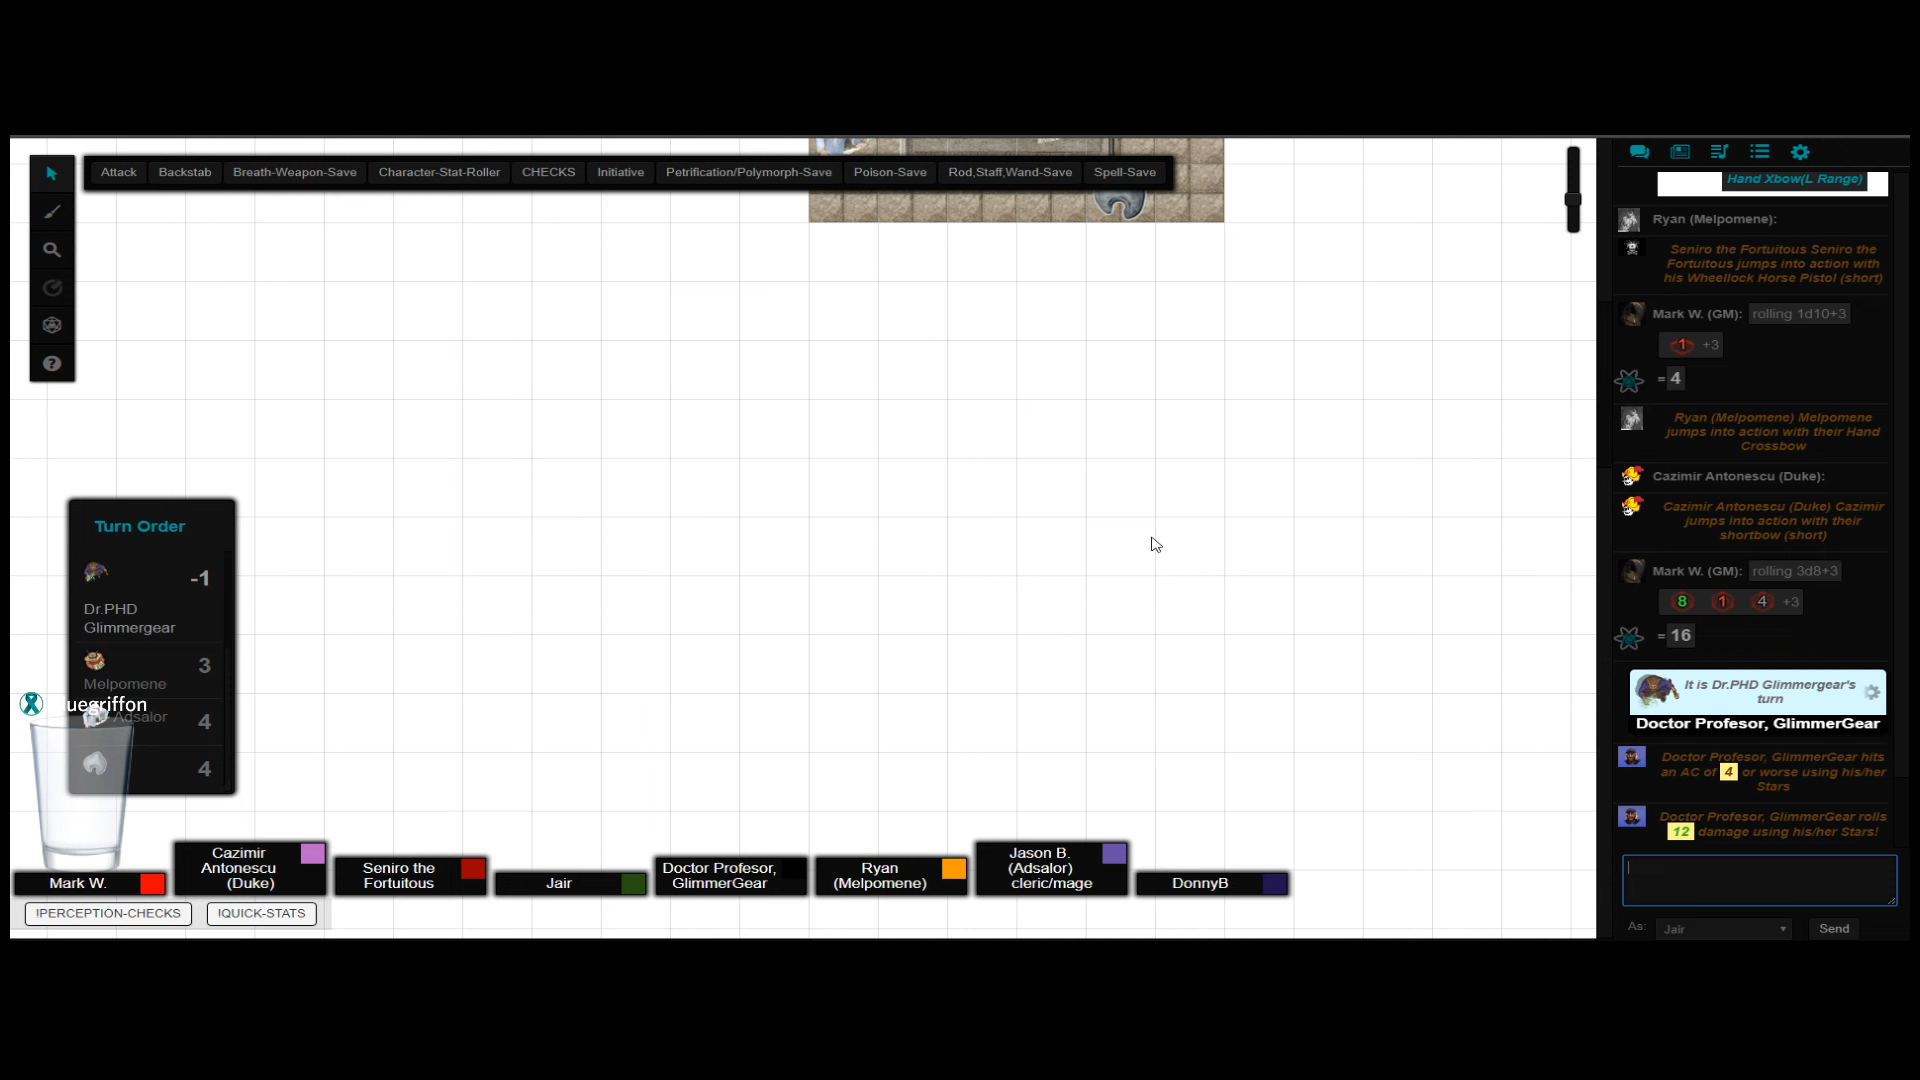 Attack Backstab Breath-Weapon-Save Character-Stat-Roller CHECKS Initiative Petrification/Polymorph-Save Poison-Save Rod,Staff,Wand-Save Spell-Save
Turn Order
-1
Dr.PHD
Glimmergear
3
Melpomene
luegriffon
Adsalor
4
4
Mark W.
Cazimir
Antonescu
(Duke)
Seniro the
Fortuitous
Jair
Doctor Profesor,
GlimmerGear
Ryan
(Melpomene)
Jason B.
(Adsalor)
cleric/mage
DonnyB
!PERCEPTION-CHECKS !QUICK-STATS
Hand Xbow(L Range)
Ryan (Melpomene):
Seniro the Fortuitous Seniro the
Fortuitous jumps into action with
his Wheellock Horse Pistol (short)
Mark W. (GM): rolling 1d10+3
1 +3
= 4
Ryan (Melpomene) Melpomene
jumps into action with their Hand
Crossbow
Cazimir Antonescu (Duke):
Cazimir Antonescu (Duke) Cazimir
jumps into action with their
shortbow (short)
Mark W. (GM): rolling 3d8+3
8 1 4 +3
= 16
It is Dr.PHD Glimmergear's
turn
Doctor Profesor, GlimmerGear
Doctor Profesor, GlimmerGear hits
an AC of 4 or worse using his/her
Stars
Doctor Profesor, GlimmerGear rolls
12 damage using his/her Stars!
As: Jair Send